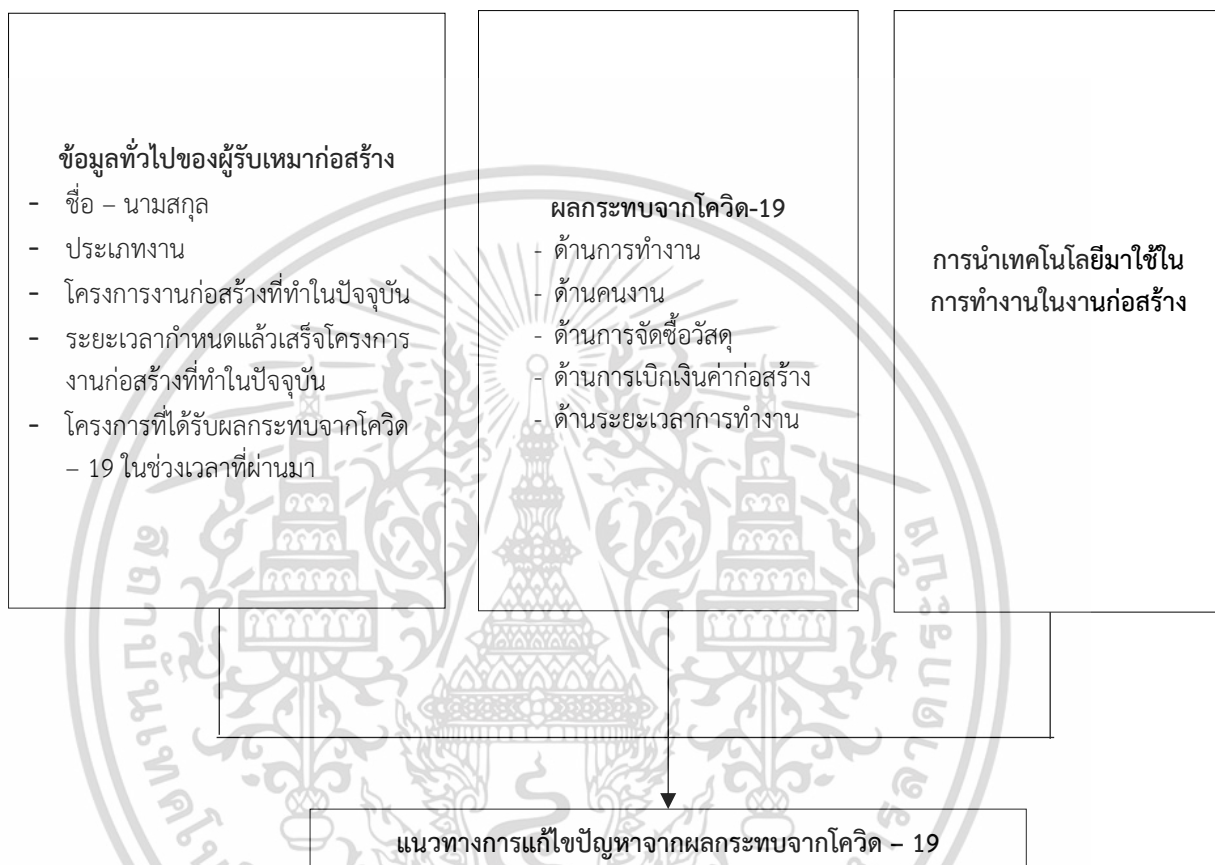 ข้อมูลทั่วไปของผู้รับเหมาก่อสร้าง
- ชื่อ – นามสกุล
- ประเภทงาน
- โครงการงานก่อสร้างที่ทำในปัจจุบัน
- ระยะเวลากำหนดแล้วเสร็จโครงการ
งานก่อสร้างที่ทำในปัจจุบัน
- โครงการที่ได้รับผลกระทบจากโควิด
– 19 ในช่วงเวลาที่ผ่านมา
ผลกระทบจากโควิด-19
- ด้านการทำงาน
- ด้านคนงาน
- ด้านการจัดซื้อวัสดุ
- ด้านการเบิกเงินค่าก่อสร้าง
- ด้านระยะเวลาการทำงาน
การนำเทคโนโลยีมาใช้ใน
การทำงานในงานก่อสร้าง
แนวทางการแก้ไขปัญหาจากผลกระทบจากโควิด – 19